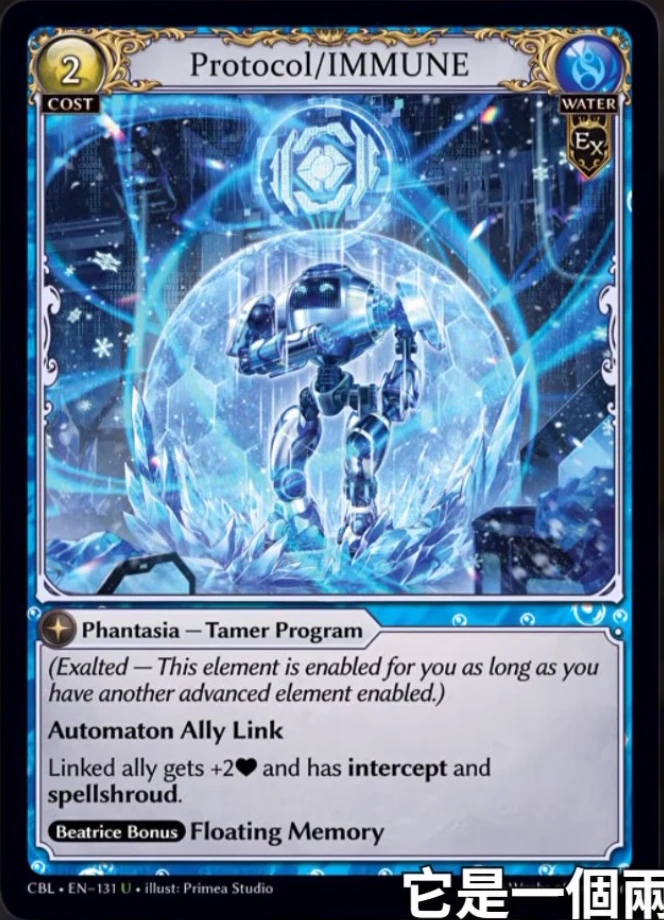 2 Protocol/IMMUNE
COST WATER
EX
Phantasia — Tamer Program
(Exalted — This element is enabled for you as long as you
have another advanced element enabled.)
Automaton Ally Link
Linked ally gets +2♥ and has intercept and
spellshroud.
Beatrice Bonus Floating Memory
CBL • EN-131 U • illust: Primea Studio
它是一個兩